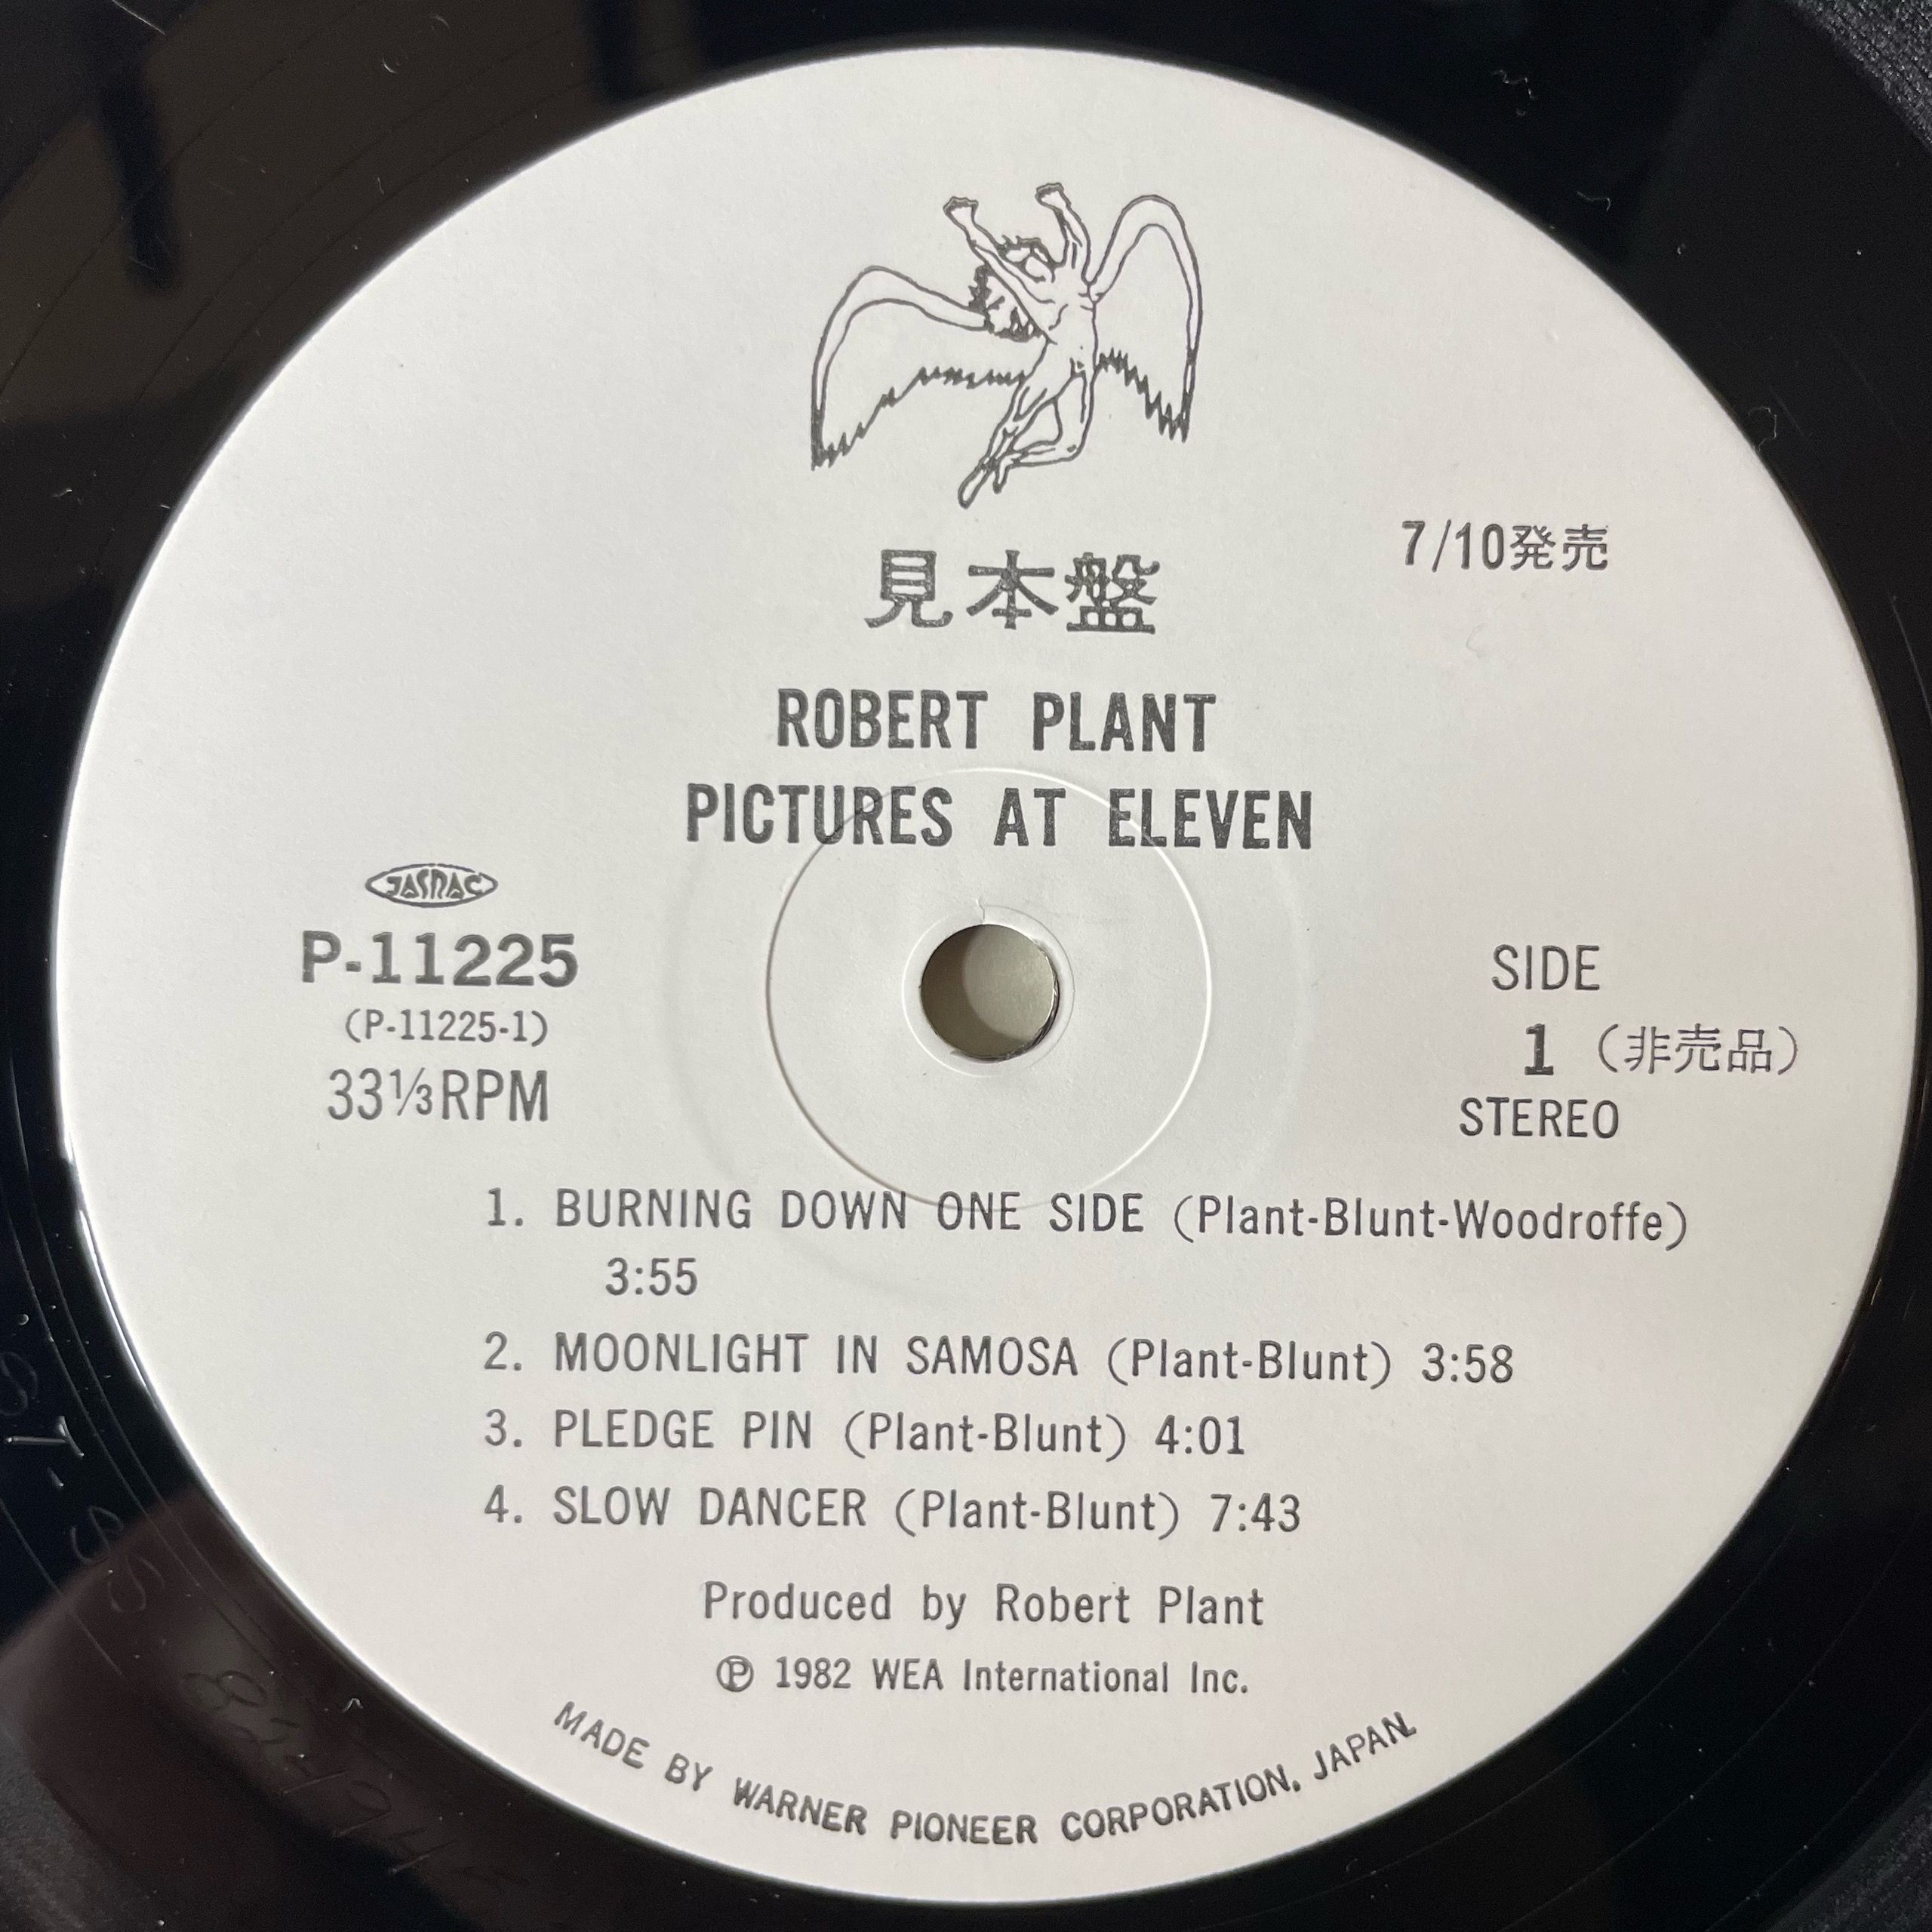 見本盤
7/10発売
ROBERT PLANT
PICTURES AT ELEVEN
JASRAC
P-11225
(P-11225-1)
33⅓RPM
SIDE
1 (非売品)
STEREO
1. BURNING DOWN ONE SIDE (Plant-Blunt-Woodroffe)
3:55
2. MOONLIGHT IN SAMOSA (Plant-Blunt) 3:58
3. PLEDGE PIN (Plant-Blunt) 4:01
4. SLOW DANCER (Plant-Blunt) 7:43
Produced by Robert Plant
℗ 1982 WEA International Inc.
MADE BY WARNER PIONEER CORPORATION, JAPAN.